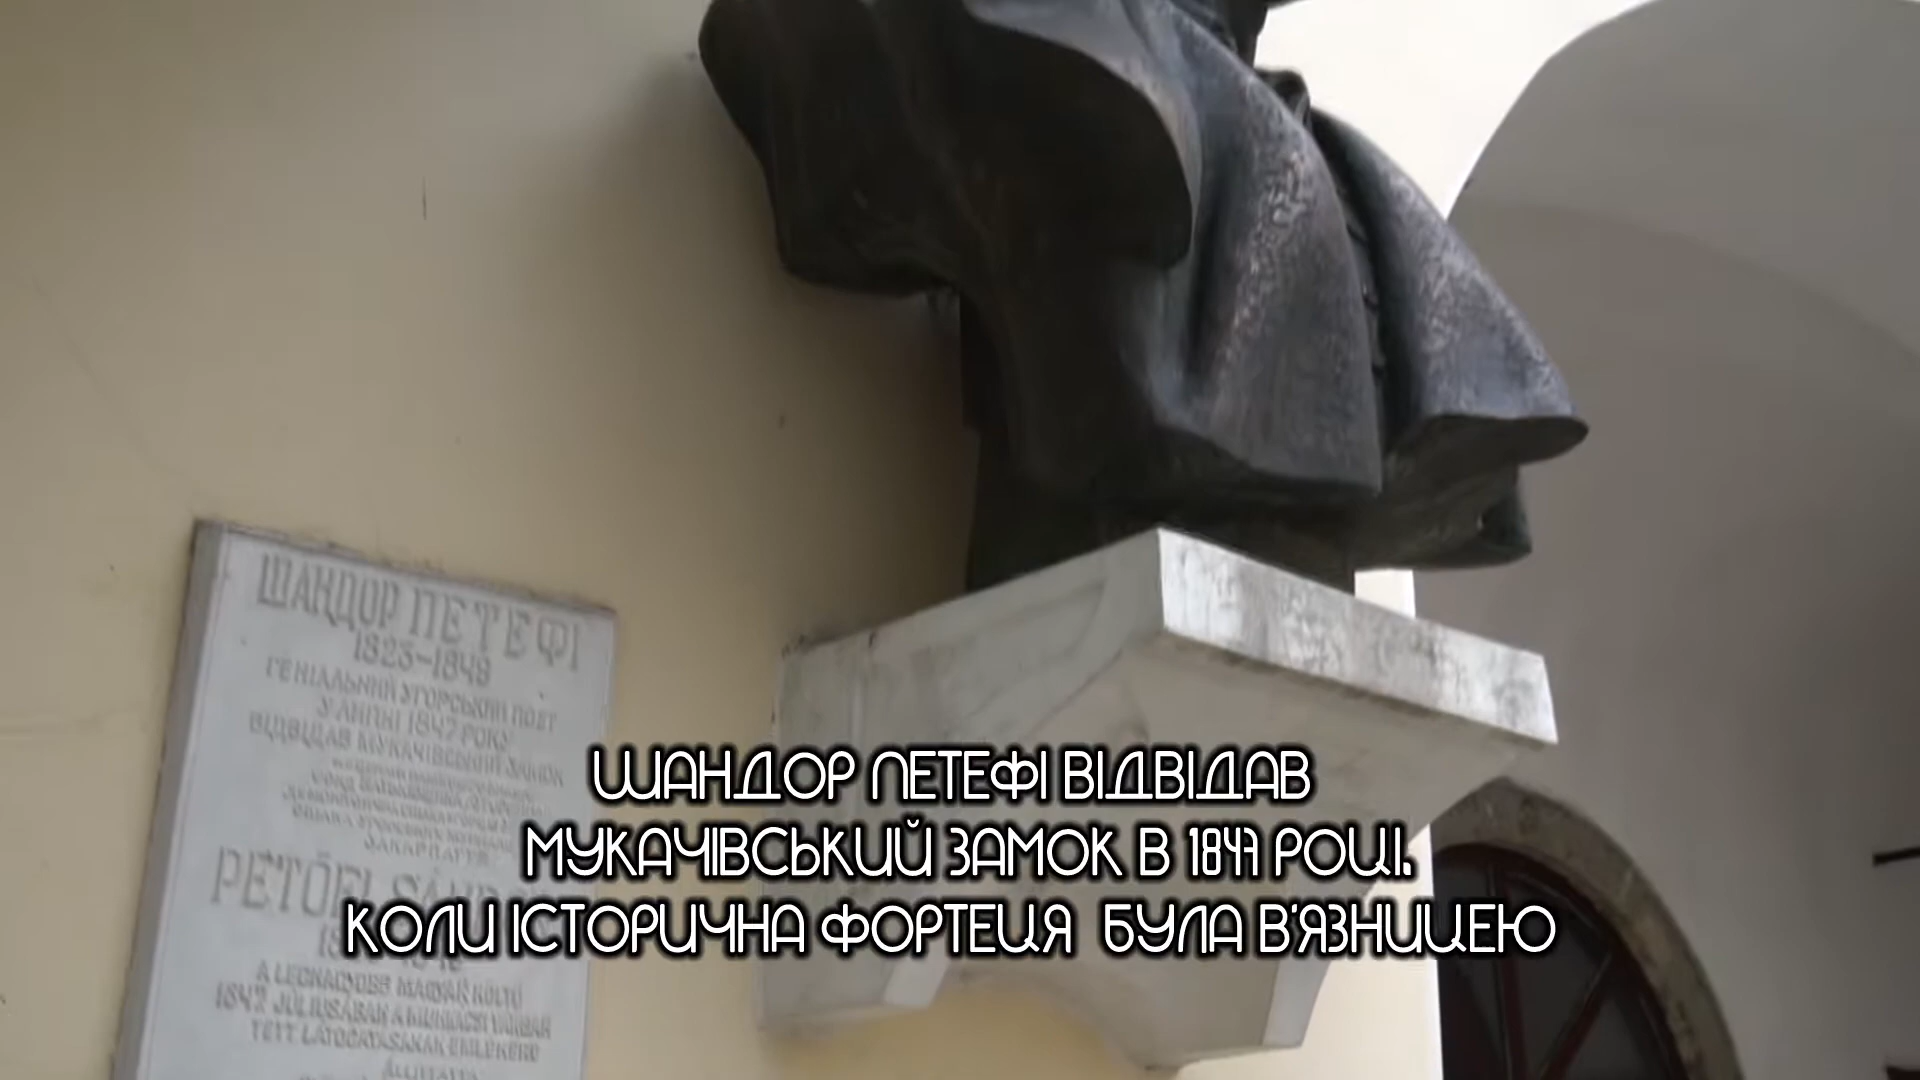 ШАНДОР ПЕТЕФІ
1823–1849
ГЕНІАЛЬНИЙ УГОРСЬКИЙ ПОЕТ
У ЛИПНІ 1847 РОКУ
ВІДВІДАВ МУКАЧІВСЬКИЙ ЗАМОК
ЗАКАРПАТТЯ
PETŐFI
A LEGNAGYOBB MAGYAR KÖLTŐ
1847 JÚLIUSÁBAN A MUNKÁCSI VÁRBAN
TETT LÁTOGATÁSÁNAK EMLÉKÉRE
ШАНДОР ПЕТЕФІ ВІДВІДАВ
МУКАЧІВСЬКИЙ ЗАМОК В 1847 РОЦІ.
КОЛИ ІСТОРИЧНА ФОРТЕЦЯ БУЛА В'ЯЗНИЦЕЮ